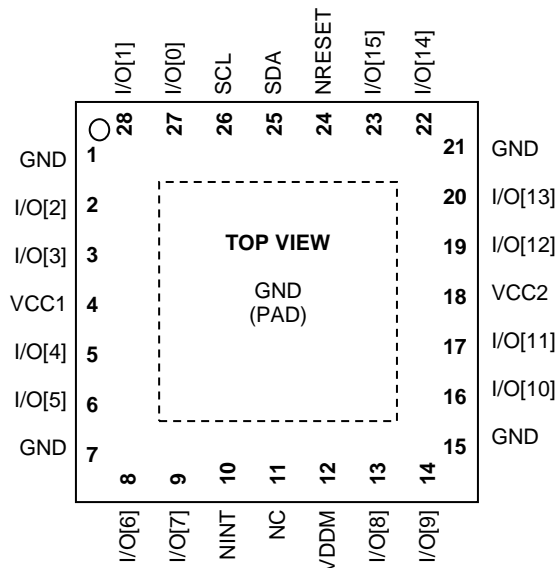 I/O[1] I/O[0] SCL SDA NRESET I/O[15] I/O[14]
28 27 26 25 24 23 22
GND 1 21 GND
I/O[2] 2 20 I/O[13]
I/O[3] 3 TOP VIEW 19 I/O[12]
VCC1 4 GND 18 VCC2
(PAD)
I/O[4] 5 17 I/O[11]
I/O[5] 6 16 I/O[10]
GND 7 15 GND
8 9 10 11 12 13 14
I/O[6] I/O[7] NINT NC VDDM I/O[8] I/O[9]